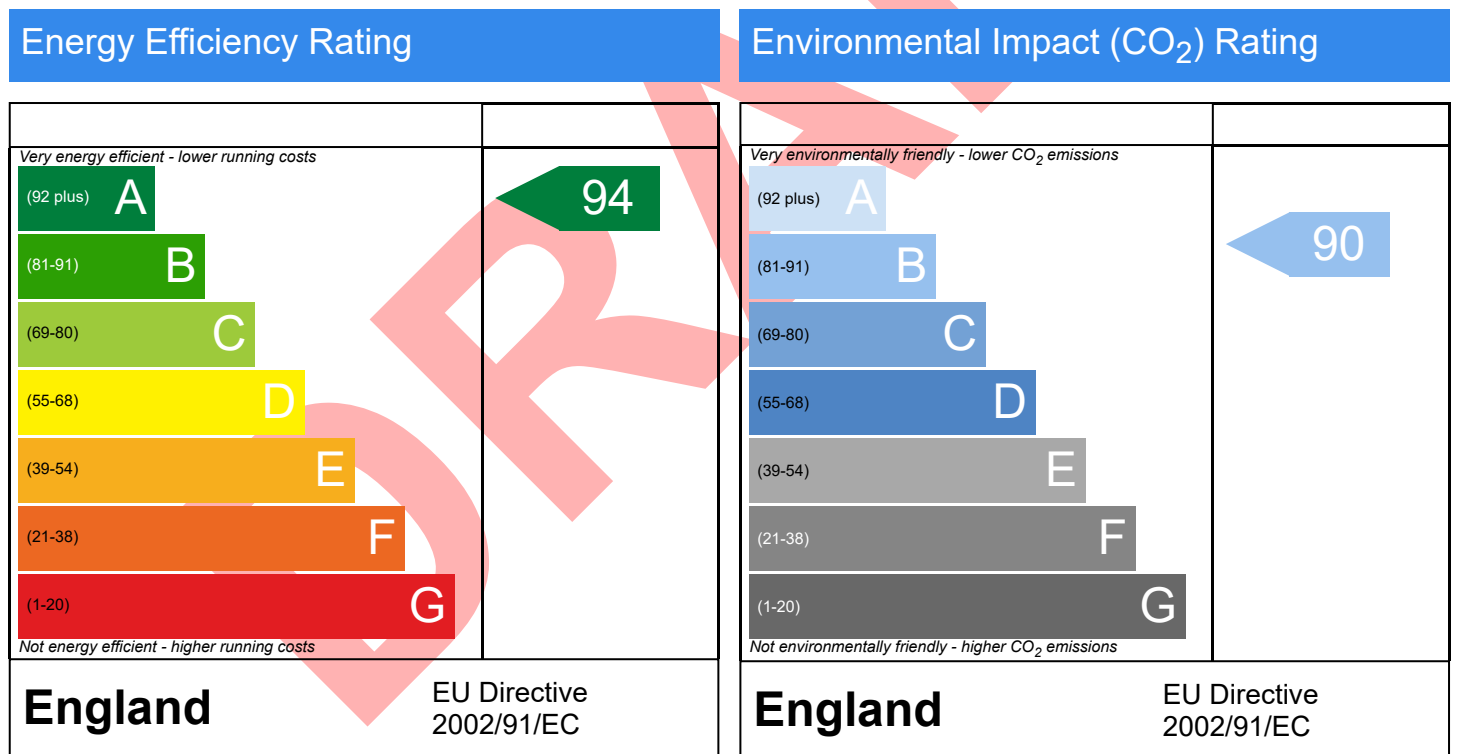 Energy Efficiency Rating
Very energy efficient - lower running costs
(92 plus) A
94
(81-91) B
(69-80) C
(55-68) D
(39-54) E
(21-38) F
(1-20) G
Not energy efficient - higher running costs
England
EU Directive
2002/91/EC
Environmental Impact (CO₂) Rating
Very environmentally friendly - lower CO₂ emissions
(92 plus) A
(81-91) B
90
(69-80) C
(55-68) D
(39-54) E
(21-38) F
(1-20) G
Not environmentally friendly - higher CO₂ emissions
England
EU Directive
2002/91/EC
DRA